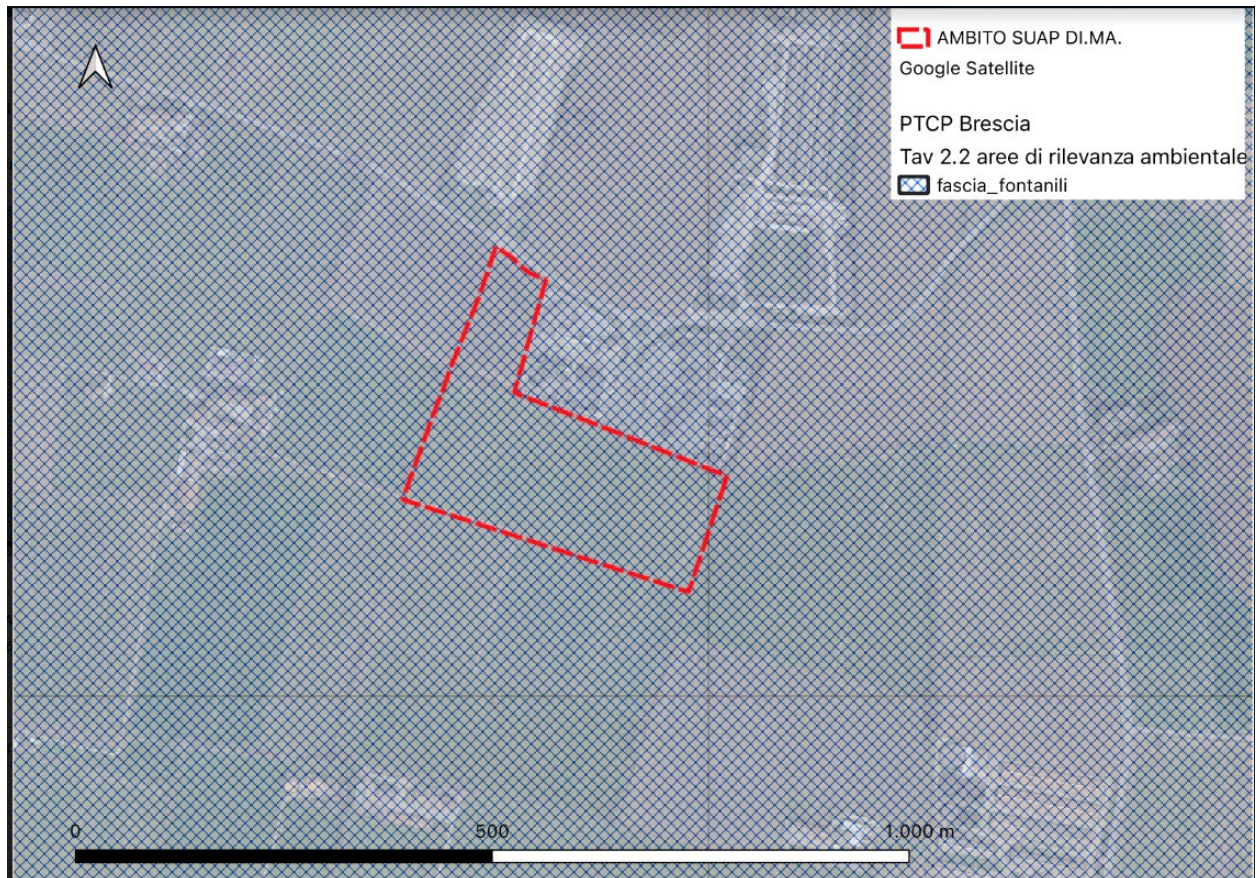 AMBITO SUAP DI.MA.
Google Satellite
PTCP Brescia
Tav 2.2 aree di rilevanza ambientale
fascia_fontanili
0 500 1.000 m